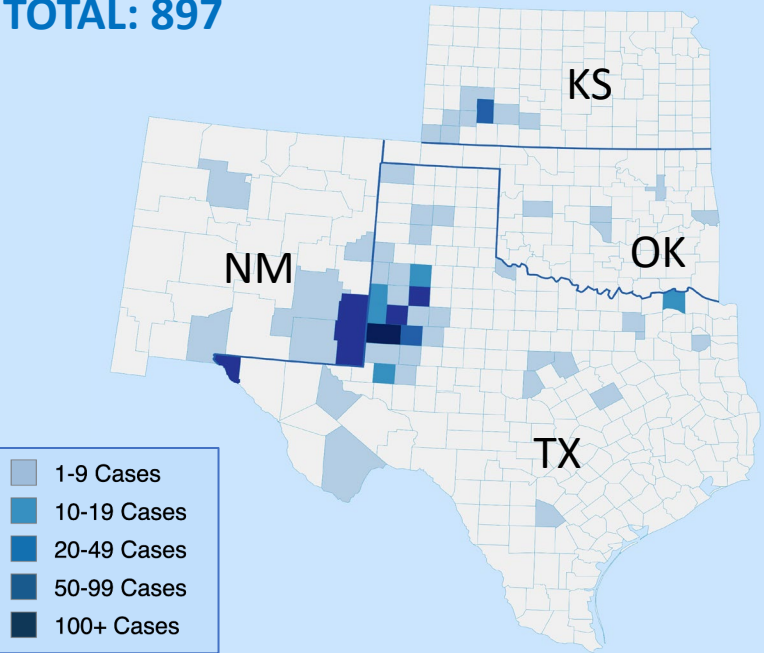 TOTAL: 897
KS
NM
OK
TX
1-9 Cases
10-19 Cases
20-49 Cases
50-99 Cases
100+ Cases